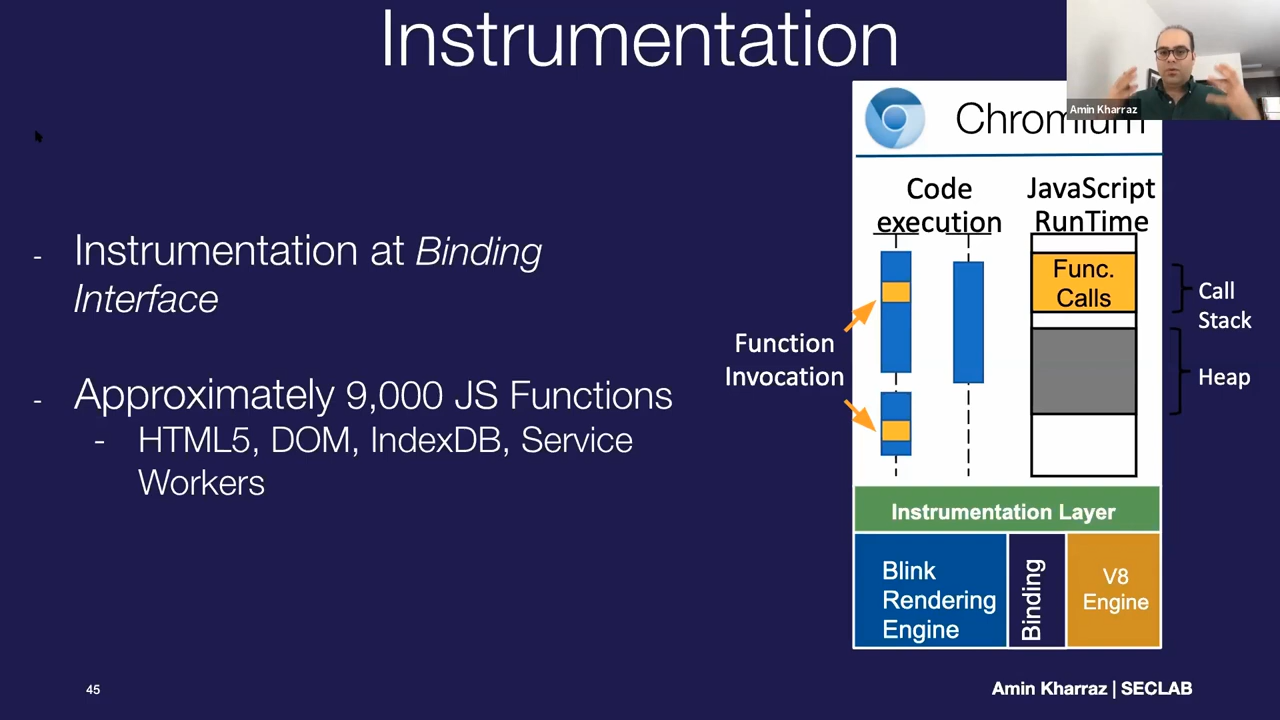 Instrumentation
Amin Kharraz
Chromium
- Instrumentation at Binding
Interface
- Approximately 9,000 JS Functions
- HTML5, DOM, IndexDB, Service
Workers
Code
execution
JavaScript
RunTime
Func.
Calls
Call
Stack
Function
Invocation
Heap
Instrumentation Layer
Blink
Rendering
Engine
Binding
V8
Engine
45
Amin Kharraz | SECLAB